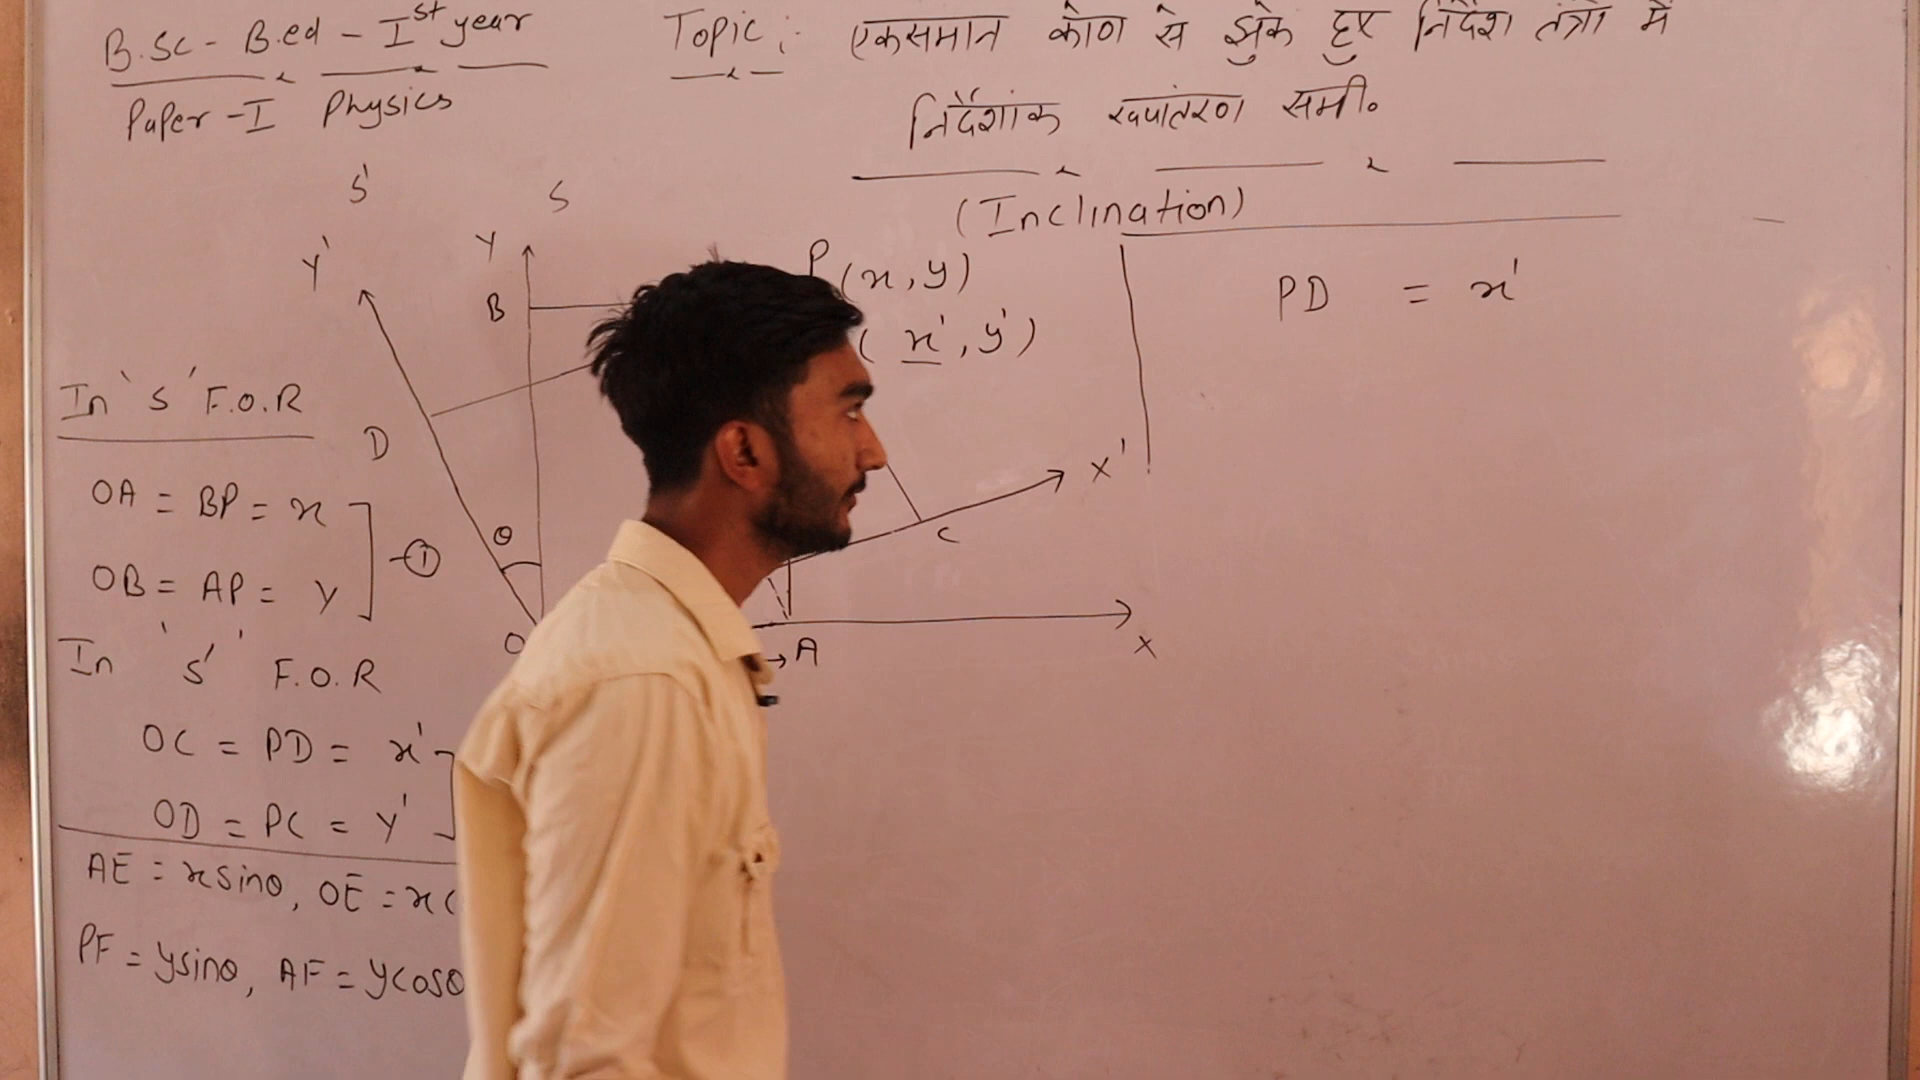 B.Sc - B.ed - Ist year
Paper - I Physics
Topic :- एकसमान कोण से झुके हुए निर्देश तंत्रों में
निर्देशांक रूपांतरण समी०
(Inclination)
S' S
Y' Y
B
P (x, y)
(x', y')
D
θ
O
A
C
X'
X
In 'S' F.O.R
OA = BP = x
OB = AP = y
①
In 'S'' F.O.R
OC = PD = x'
OD = PC = y'
AE = x sinθ, OE = x
PF = y sinθ, AF = y cosθ
PD = x'